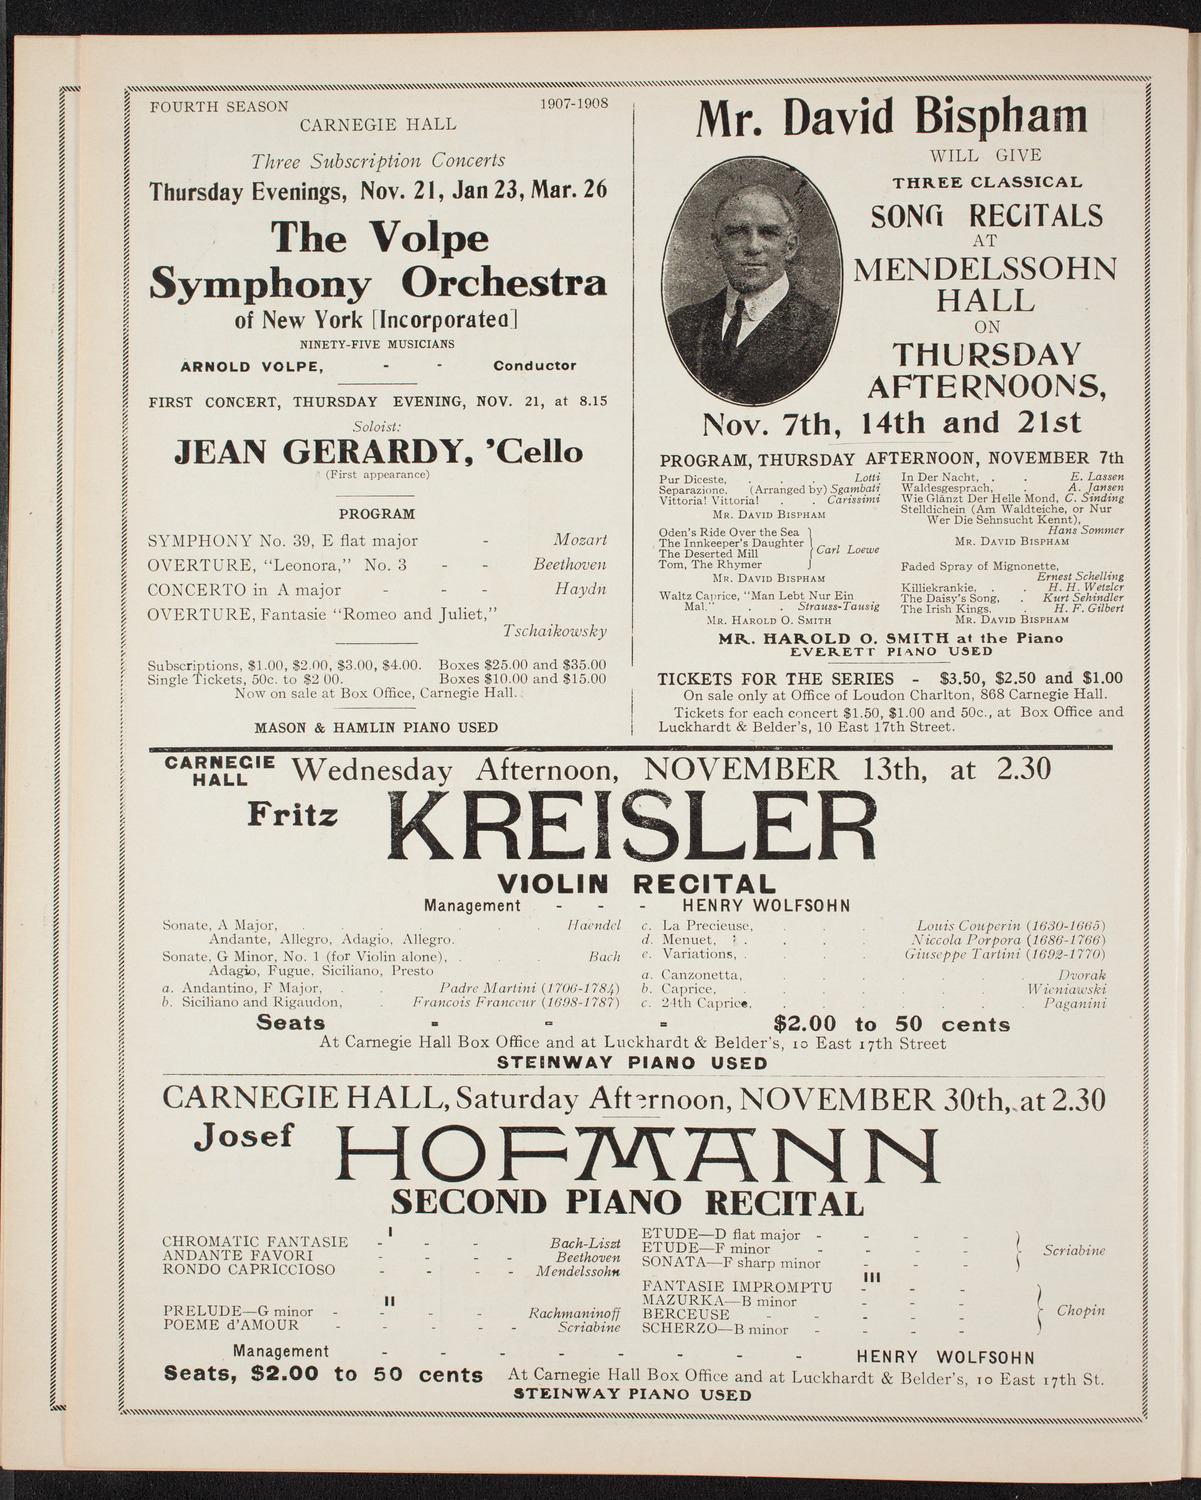 FOURTH SEASON 1907-1908
CARNEGIE HALL
Three Subscription Concerts
Thursday Evenings, Nov. 21, Jan 23, Mar. 26
The Volpe
Symphony Orchestra
of New York [Incorporated]
NINETY-FIVE MUSICIANS
ARNOLD VOLPE, - - Conductor
FIRST CONCERT, THURSDAY EVENING, NOV. 21, at 8.15
Soloist:
JEAN GERARDY, 'Cello
(First appearance)
PROGRAM
SYMPHONY No. 39, E flat major - Mozart
OVERTURE, "Leonora," No. 3 - - Beethoven
CONCERTO in A major - - - Haydn
OVERTURE, Fantasie "Romeo and Juliet,"
Tschaikowsky
Subscriptions, $1.00, $2.00, $3.00, $4.00. Boxes $25.00 and $35.00
Single Tickets, 50c. to $2 00. Boxes $10.00 and $15.00
Now on sale at Box Office, Carnegie Hall.
MASON & HAMLIN PIANO USED
Mr. David Bispham
WILL GIVE
THREE CLASSICAL
SONG RECITALS
AT
MENDELSSOHN
HALL
ON
THURSDAY
AFTERNOONS,
Nov. 7th, 14th and 21st
PROGRAM, THURSDAY AFTERNOON, NOVEMBER 7th
Pur Diceste, . . . Lotti
Separazione. (Arranged by) Sgambati
Vittoria! Vittoria! . . Carissimi
MR. DAVID BISPHAM
Oden's Ride Over the Sea
The Innkeeper's Daughter
The Deserted Mill
Tom, The Rhymer
Carl Loewe
MR. DAVID BISPHAM
Waltz Caprice, "Man Lebt Nur Ein
Mal." . . Strauss-Tausig
MR. HAROLD O. SMITH
In Der Nacht, . . E. Lassen
Waldesgesprach, . A. Jansen
Wie Glänzt Der Helle Mond, C. Sinding
Stelldichein (Am Waldteiche, or Nur
Wer Die Sehnsucht Kennt),
Hans Sommer
MR. DAVID BISPHAM
Faded Spray of Mignonette,
Ernest Schelling
Killiekrankie, . . H. H. Wetzler
The Daisy's Song, . Kurt Sehindler
The Irish Kings. . H. F. Gilbert
MR. DAVID BISPHAM
MR. HAROLD O. SMITH at the Piano
EVERETT PIANO USED
TICKETS FOR THE SERIES - $3.50, $2.50 and $1.00
On sale only at Office of Loudon Charlton, 868 Carnegie Hall.
Tickets for each concert $1.50, $1.00 and 50c., at Box Office and
Luckhardt & Belder's, 10 East 17th Street.
CARNEGIE
HALL
Wednesday Afternoon, NOVEMBER 13th, at 2.30
Fritz KREISLER
VIOLIN RECITAL
Management - - - HENRY WOLFSOHN
Sonate, A Major, . . . . . . . Haendel
Andante, Allegro, Adagio, Allegro.
Sonate, G Minor, No. 1 (for Violin alone), . . . Bach
Adagio, Fugue, Siciliano, Presto
a. Andantino, F Major, . . Padre Martini (1706-1784)
b. Siciliano and Rigaudon, . Francois Franceur (1698-1787)
c. La Precieuse, . . . Louis Couperin (1630-1665)
d. Menuet, . . . . Niccola Porpora (1686-1766)
e. Variations, . . . . Giuseppe Tartini (1692-1770)
a. Canzonetta, . . . . . . Dvorak
b. Caprice, . . . . . . . Wieniawski
c. 24th Caprice, . . . . . . Paganini
Seats = = = $2.00 to 50 cents
At Carnegie Hall Box Office and at Luckhardt & Belder's, 10 East 17th Street
STEINWAY PIANO USED
CARNEGIE HALL, Saturday Afternoon, NOVEMBER 30th, at 2.30
Josef HOFMANN
SECOND PIANO RECITAL
I
CHROMATIC FANTASIE - - - Bach-Liszt
ANDANTE FAVORI - - - - Beethoven
RONDO CAPRICCIOSO - - - - Mendelssohn
II
PRELUDE—G minor - - - - Rachmaninoff
POEME d'AMOUR - - - - - Scriabine
ETUDE—D flat major - - - - -
ETUDE—F minor - - - - -
SONATA—F sharp minor - - -
Scriabine
III
FANTASIE IMPROMPTU - - -
MAZURKA—B minor - - -
BERCEUSE - - - - -
SCHERZO—B minor - - - -
Chopin
Management - - - - - - - - - HENRY WOLFSOHN
Seats, $2.00 to 50 cents At Carnegie Hall Box Office and at Luckhardt & Belder's, 10 East 17th St.
STEINWAY PIANO USED